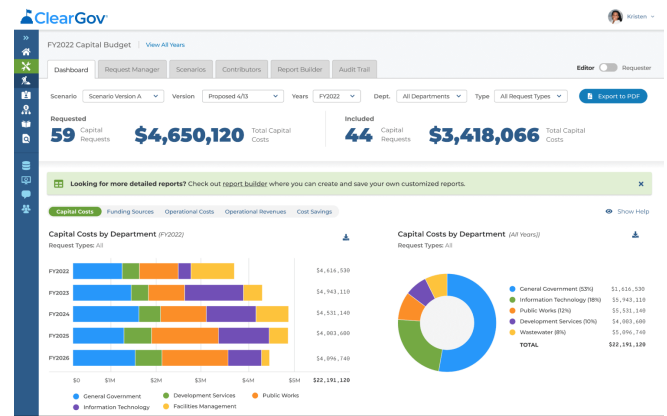 ClearGov
Kristen
FY2022 Capital Budget
View All Years
Dashboard
Request Manager
Scenarios
Contributors
Report Builder
Audit Trail
Editor
Requester
Scenario
Scenario Version A
Version
Proposed 4/13
Years
FY2022
Dept.
All Departments
Type
All Request Types
Export to PDF
Requested
59 Capital Requests
$4,650,120 Total Capital Costs
Included
44 Capital Requests
$3,418,066 Total Capital Costs
Looking for more detailed reports? Check out report builder where you can create and save your own customized reports.
Capital Costs
Funding Sources
Operational Costs
Operational Revenues
Cost Savings
Show Help
Capital Costs by Department (FY2022)
Request Types: All
FY2022 $4,616,530
FY2023 $4,943,110
FY2024 $4,531,140
FY2025 $4,003,600
FY2026 $4,096,740
$0 $1M $2M $3M $4M $5M $22,191,120
General Government
Development Services
Public Works
Information Technology
Facilities Management
Capital Costs by Department (All Years))
Request Types: All
General Government (53%) $1,616,530
Information Technology (18%) $5,943,110
Public Works (12%) $5,531,140
Development Services (10%) $4,003,600
Wastewater (8%) $5,096,740
TOTAL $22,191,120